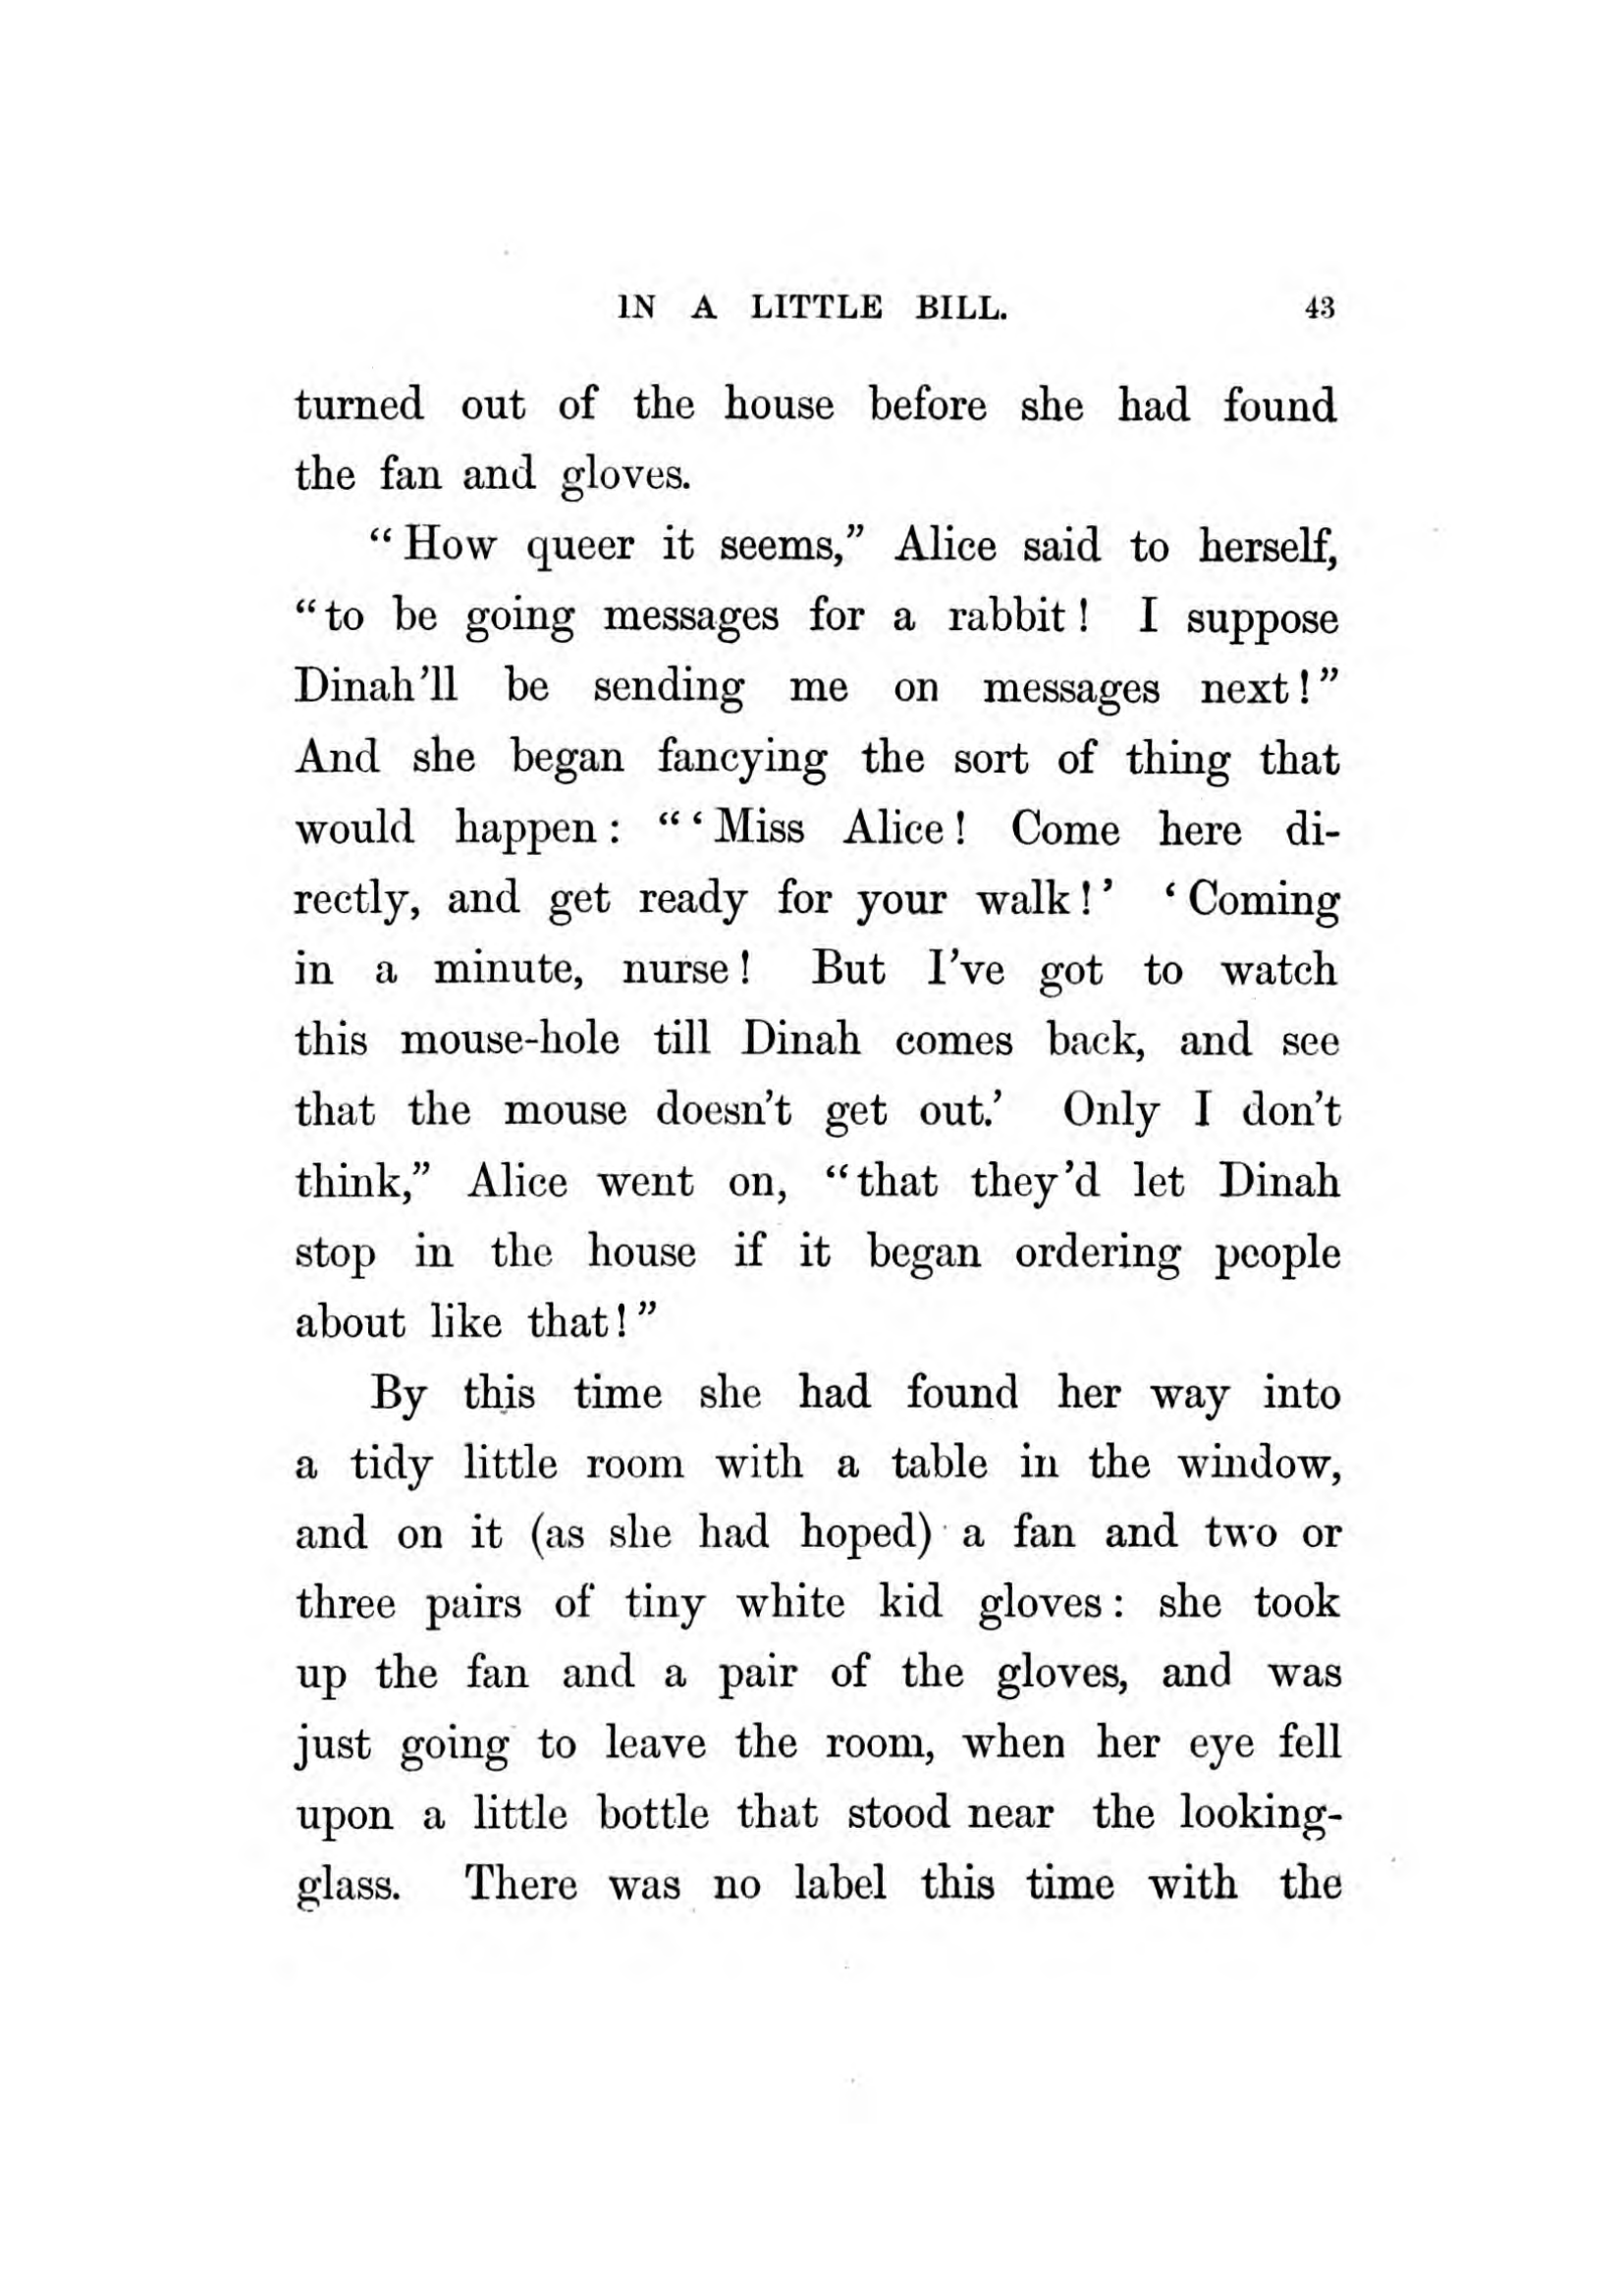 IN A LITTLE BILL. 43
turned out of the house before she had found
the fan and gloves.
“How queer it seems,” Alice said to herself,
“to be going messages for a rabbit! I suppose
Dinah’ll be sending me on messages next!”
And she began fancying the sort of thing that
would happen: “‘Miss Alice! Come here di-
rectly, and get ready for your walk!’ ‘Coming
in a minute, nurse! But I’ve got to watch
this mouse-hole till Dinah comes back, and see
that the mouse doesn’t get out.’ Only I don’t
think,” Alice went on, “that they’d let Dinah
stop in the house if it began ordering people
about like that!”
By this time she had found her way into
a tidy little room with a table in the window,
and on it (as she had hoped) a fan and two or
three pairs of tiny white kid gloves: she took
up the fan and a pair of the gloves, and was
just going to leave the room, when her eye fell
upon a little bottle that stood near the looking-
glass. There was no label this time with the